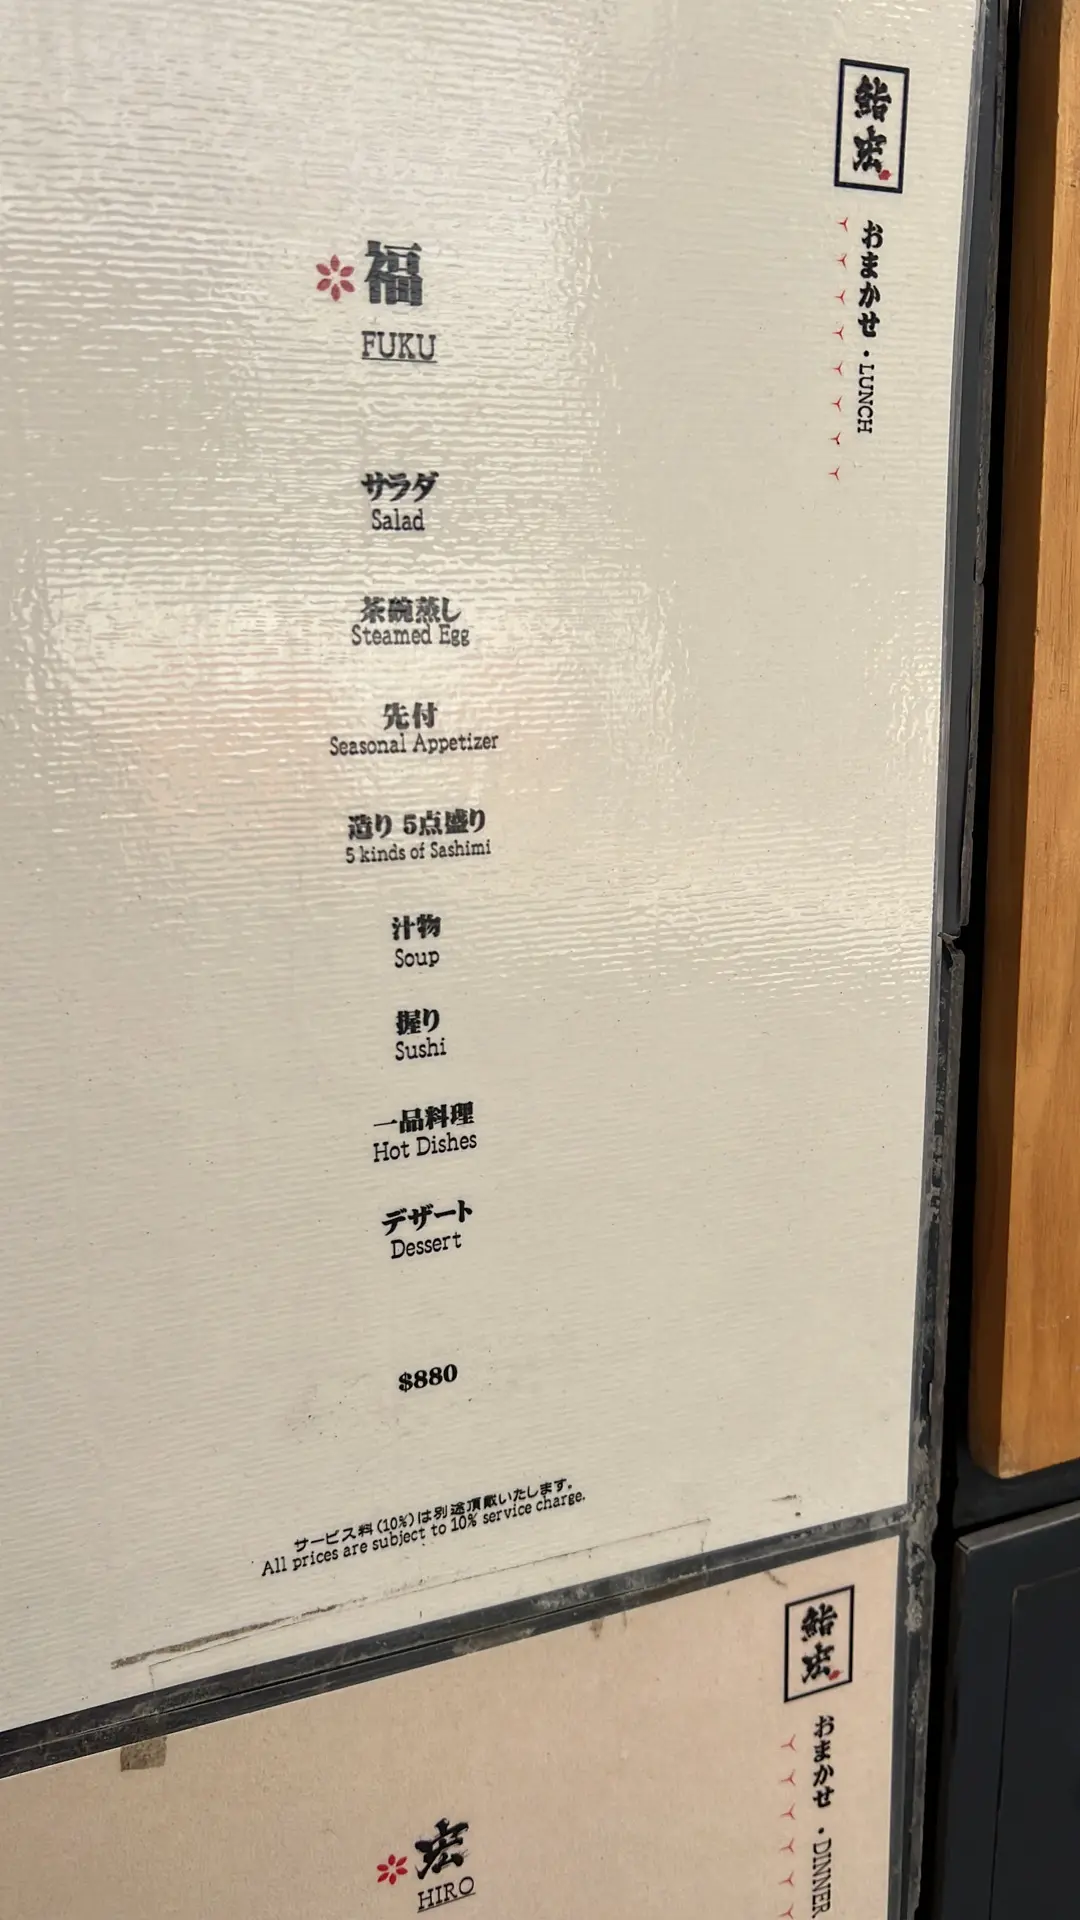 鮨
宏
おまかせ・LUNCH
福
FUKU
サラダ
Salad
茶碗蒸し
Steamed Egg
先付
Seasonal Appetizer
造り 5点盛り
5 kinds of Sashimi
汁物
Soup
握り
Sushi
一品料理
Hot Dishes
デザート
Dessert
$880
サービス料(10%)は別途頂戴いたします。
All prices are subject to 10% service charge.
鮨
宏
おまかせ・DINNER
宏
HIRO